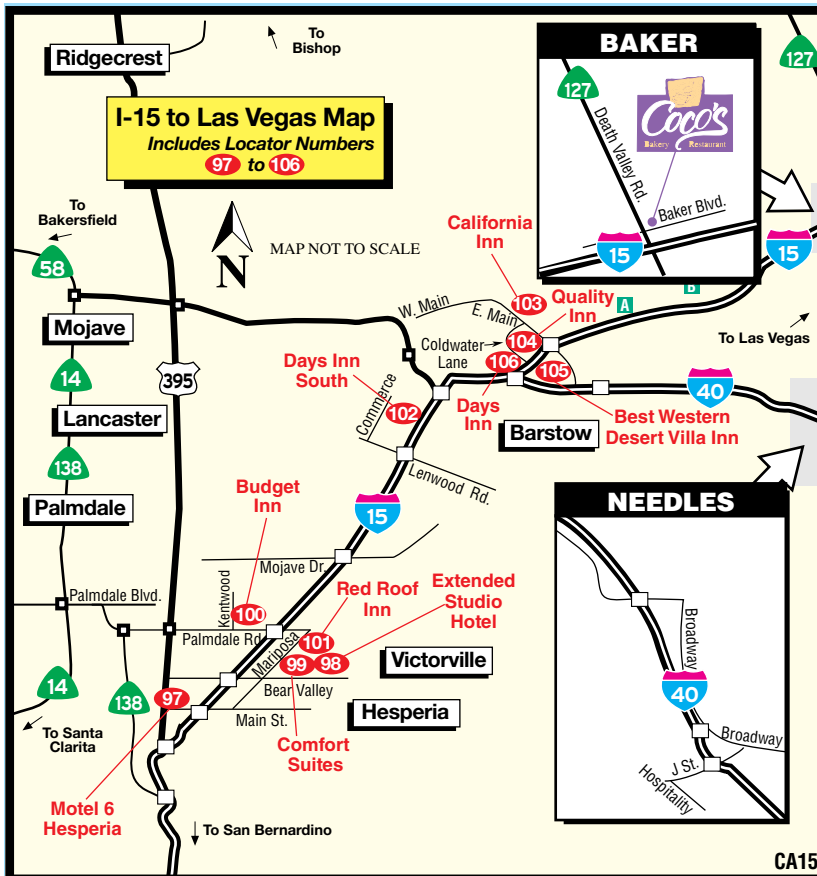 To
Bishop
Ridgecrest
I-15 to Las Vegas Map
Includes Locator Numbers
97 to 106
To
Bakersfield
58
N
MAP NOT TO SCALE
BAKER
127
127
Coco's
Bakery Restaurant
Death Valley Rd.
Baker Blvd.
15
15
California
Inn
103
W. Main
E. Main
Quality
Inn
A
B
Coldwater
Lane
104
106
105
To Las Vegas
Mojave
14
395
Days Inn
South
Commerce
102
Days
Inn
40
Best Western
Desert Villa Inn
Barstow
Lancaster
138
Lenwood Rd.
Palmdale
Budget
Inn
15
NEEDLES
Mojave Dr.
Kentwood
Red Roof
Inn
Extended
Studio
Hotel
Palmdale Blvd.
100
Palmdale Rd.
Mariposa
101
99
98
Victorville
Broadway
40
14
138
97
Bear Valley
Main St.
Hesperia
To Santa
Clarita
Comfort
Suites
Broadway
J St.
Hospitality
Motel 6
Hesperia
To San Bernardino
CA15